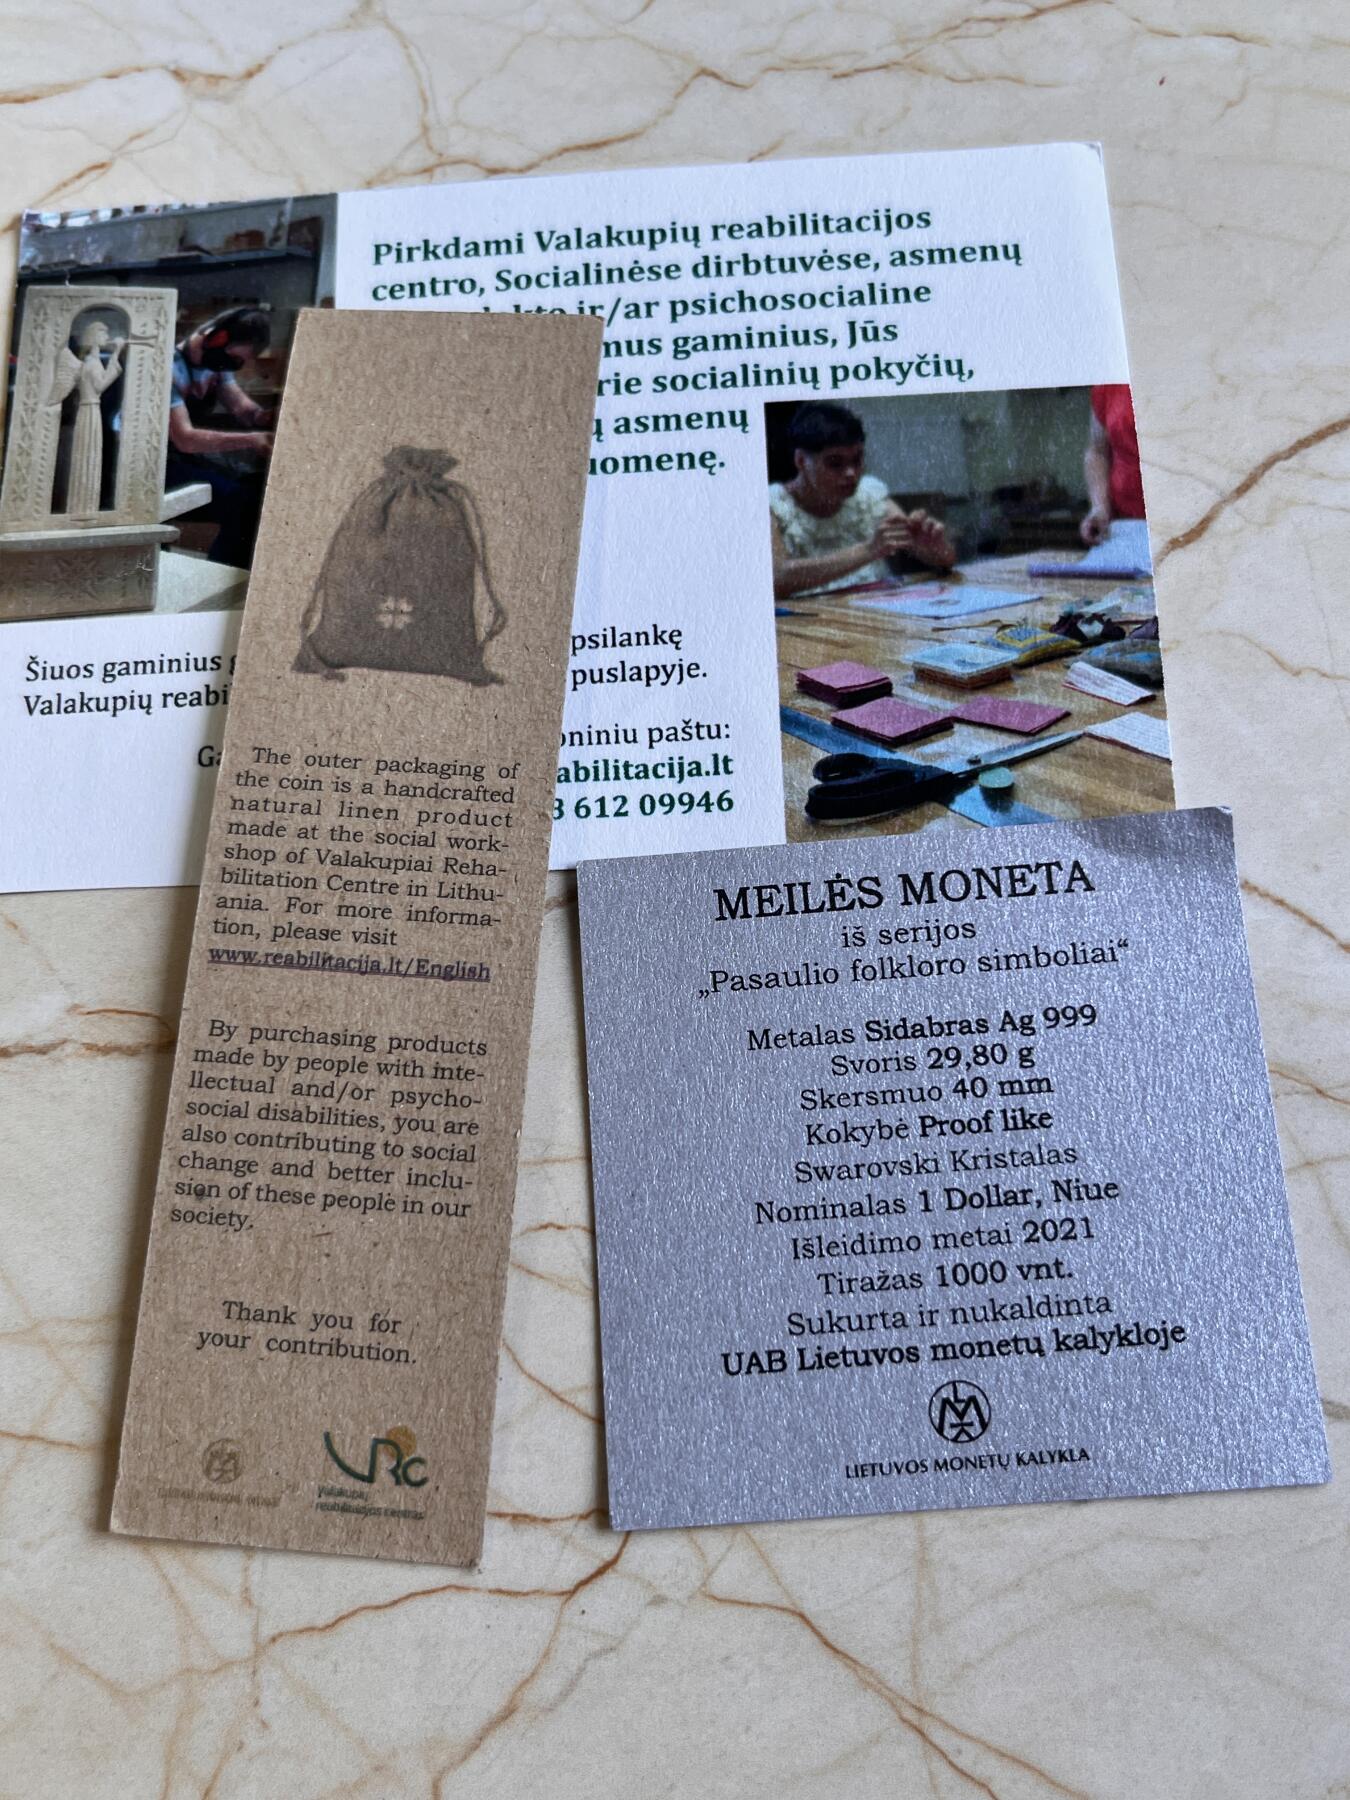 Pirkdami Valakupių reabilitacijos
centro, Socialinėse dirbtuvėse, asmenų
ir/ar psichosocialine
gaminius, Jūs
socialinių pokyčių,
asmenų
Šiuos gaminius
Valakupių
psilankę
puslapyje.
paštu:
612 09946
The outer packaging of
the coin is a handcrafted
natural linen product
made at the social work-
shop of Valakupiai Reha-
bilitation Centre in Lithu-
ania. For more informa-
tion, please visit
www.reabilitacija.lt/English
By purchasing products
made by people with inte-
llectual and/or psycho-
social disabilities, you are
also contributing to social
change and better inclu-
sion of these people in our
society.
Thank you for
your contribution.
VRC
Valakupių
reabilitacijos centras
MEILĖS MONETA
iš serijos
„Pasaulio folkloro simboliai“
Metalas Sidabras Ag 999
Svoris 29,80 g
Skersmuo 40 mm
Kokybė Proof like
Swarovski Kristalas
Nominalas 1 Dollar, Niue
Išleidimo metai 2021
Tiražas 1000 vnt.
Sukurta ir nukaldinta
UAB Lietuvos monetų kalykloje
LIETUVOS MONETŲ KALYKLA